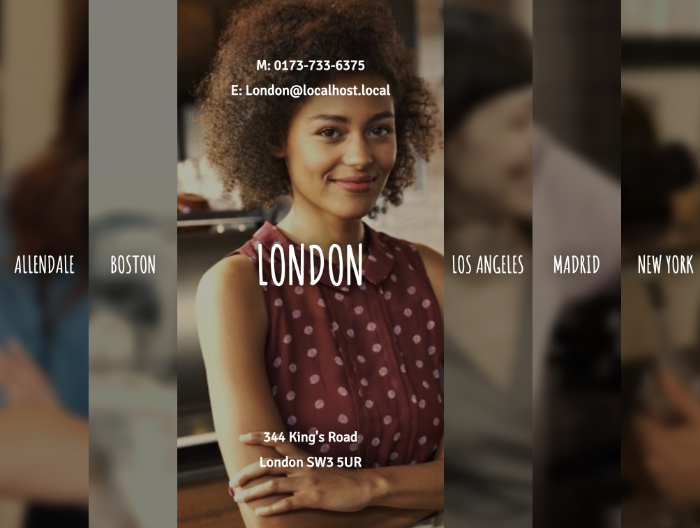 M: 0173-733-6375
E: London@localhost.local
ALLENDALE
BOSTON
LONDON
LOS ANGELES
MADRID
NEW YORK
344 King's Road
London SW3 5UR